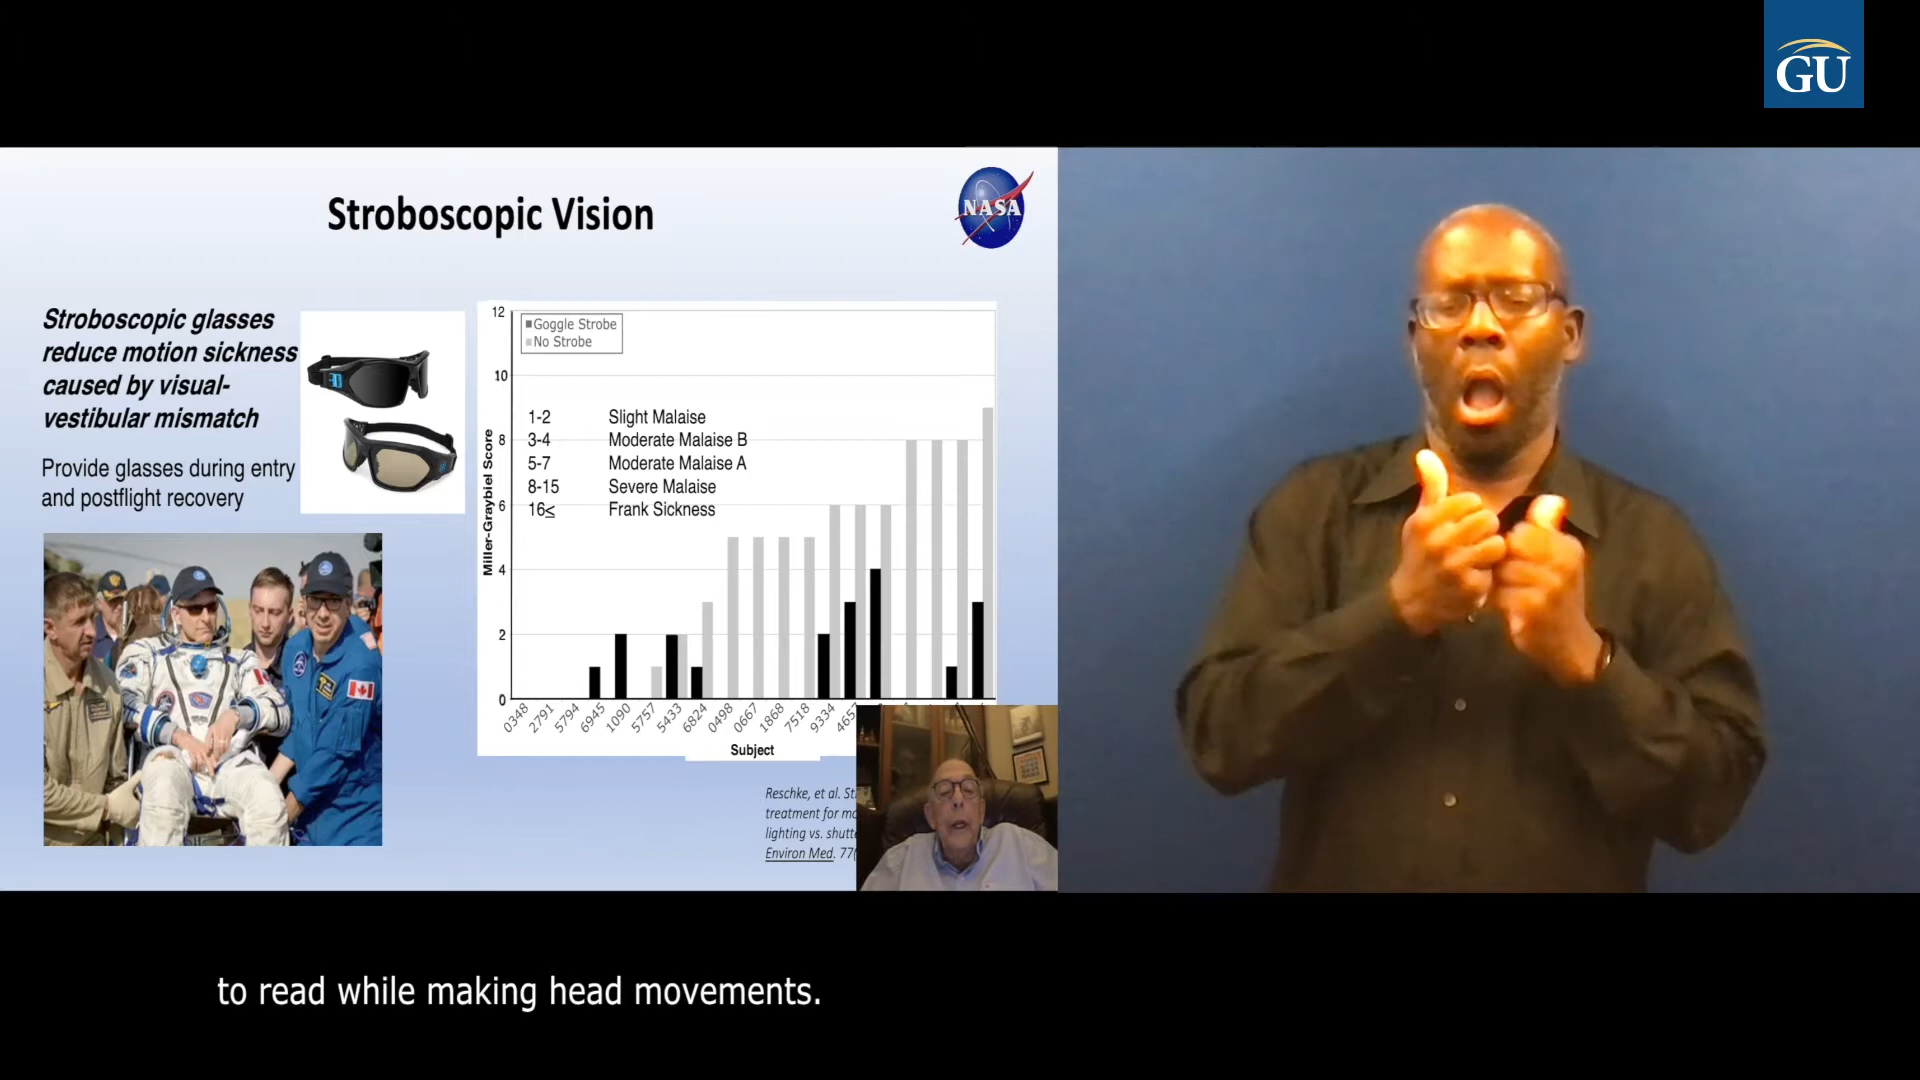 GU
Stroboscopic Vision
NASA
Stroboscopic glasses
reduce motion sickness
caused by visual-
vestibular mismatch
Provide glasses during entry
and postflight recovery
Goggle Strobe
No Strobe
1-2 Slight Malaise
3-4 Moderate Malaise B
5-7 Moderate Malaise A
8-15 Severe Malaise
16≤ Frank Sickness
Miller-Graybiel Score
12
10
8
6
4
2
0
0348 2791 5794 6945 1090 5757 5433 6824 0498 0667 1868 7518 9334 4657
Subject
Reschke, et al.
treatment for
lighting vs.
Environ Med. 77(
to read while making head movements.